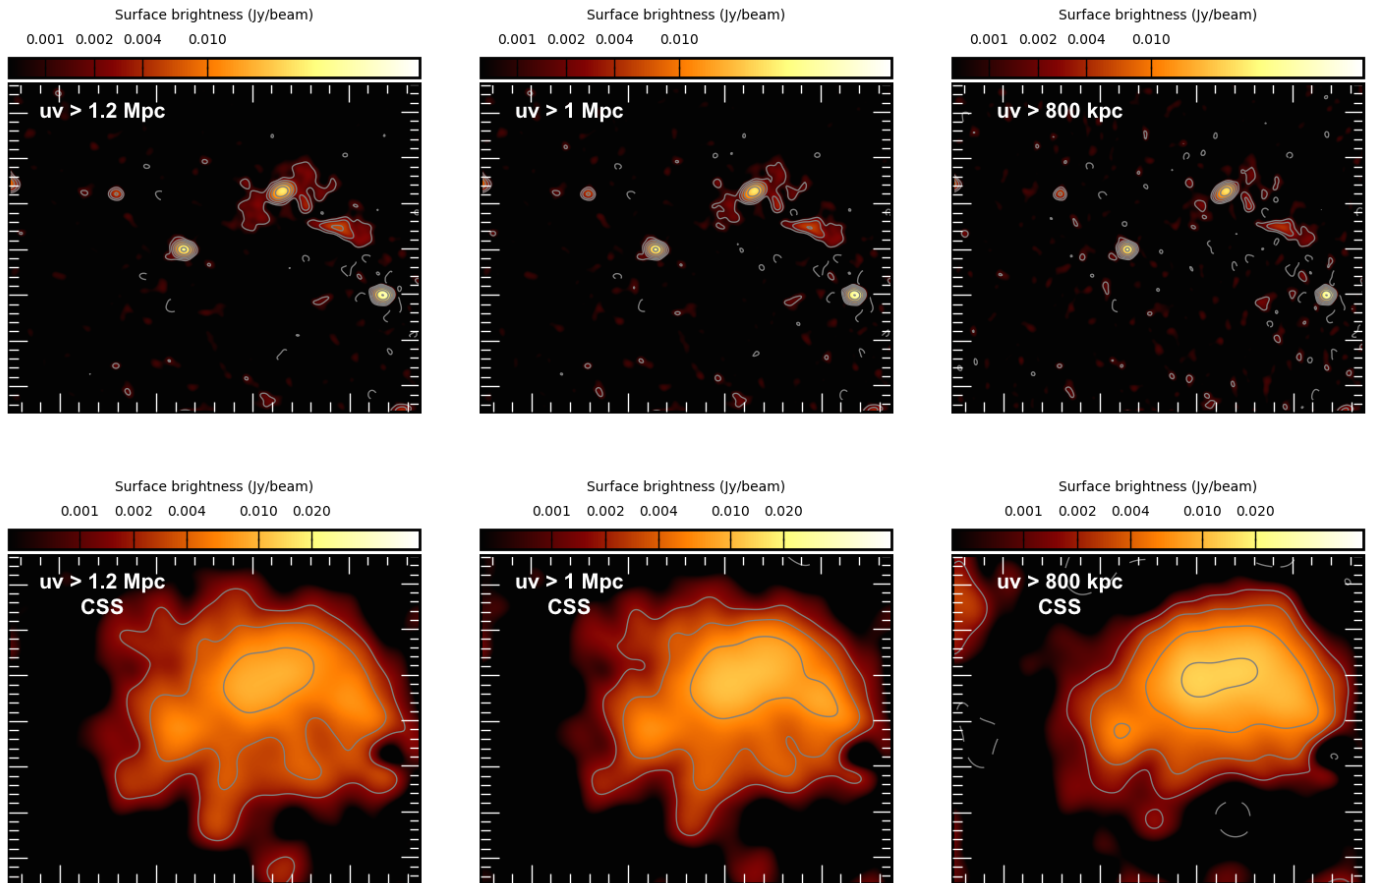 Surface brightness (Jy/beam) Surface brightness (Jy/beam) Surface brightness (Jy/beam)
0.001 0.002 0.004 0.010 0.001 0.002 0.004 0.010 0.001 0.002 0.004 0.010
uv > 1.2 Mpc uv > 1 Mpc uv > 800 kpc
Surface brightness (Jy/beam) Surface brightness (Jy/beam) Surface brightness (Jy/beam)
0.001 0.002 0.004 0.010 0.020 0.001 0.002 0.004 0.010 0.020 0.001 0.002 0.004 0.010 0.020
uv > 1.2 Mpc uv > 1 Mpc uv > 800 kpc
CSS CSS CSS